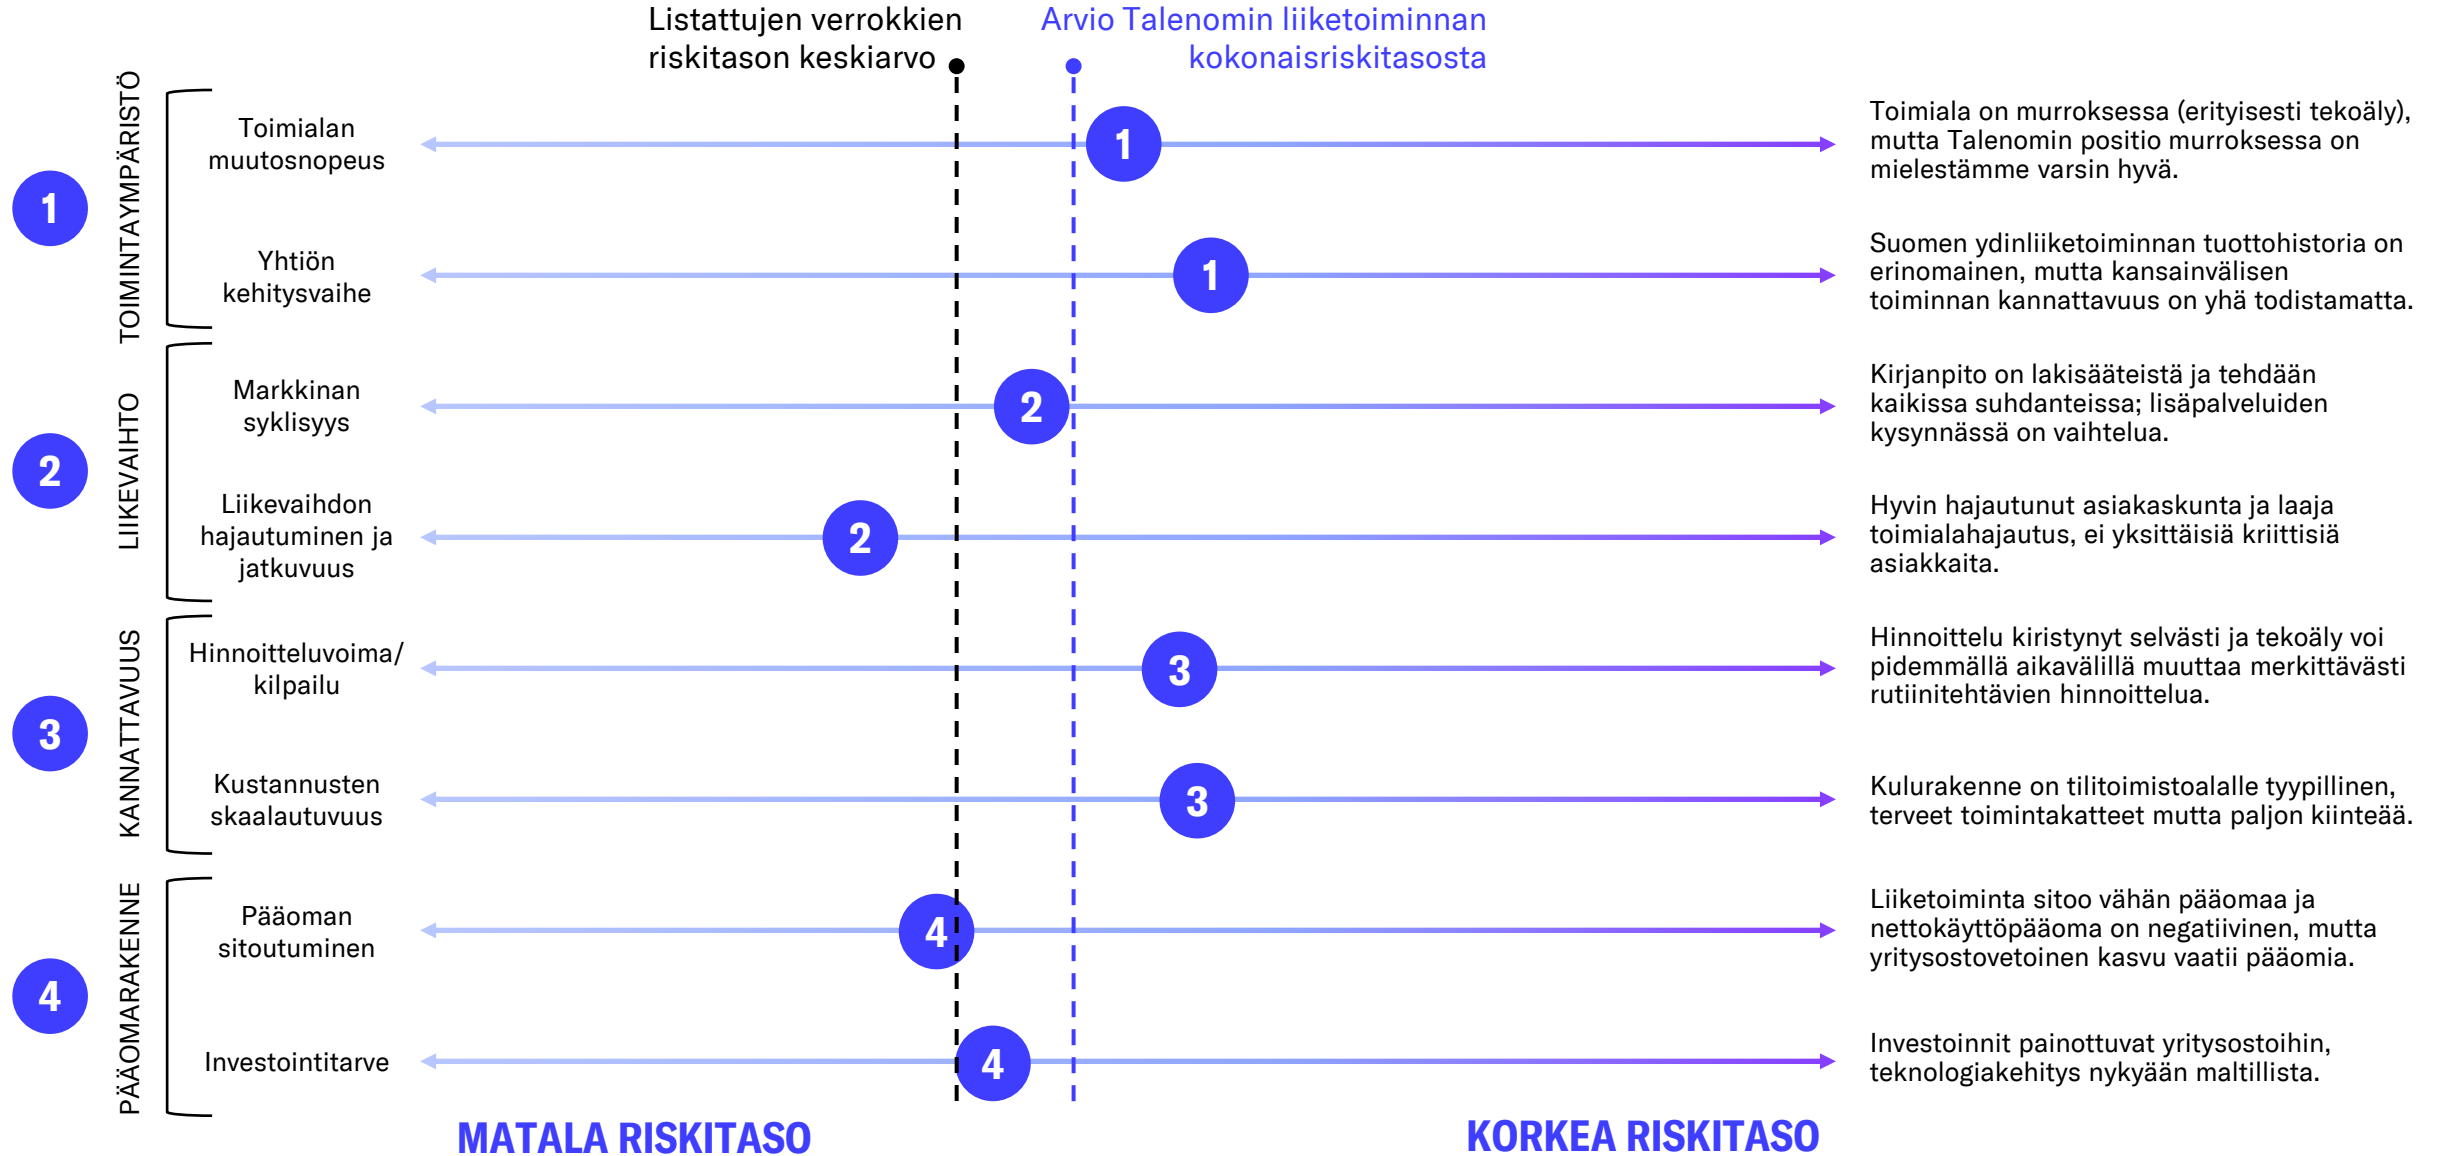 Listattujen verrokkien
riskitason keskiarvo
Arvio Talenomin liiketoiminnan
kokonaisriskitasosta
1
TOIMINTAYMPÄRISTÖ
Toimialan
muutosnopeus
1
Toimiala on murroksessa (erityisesti tekoäly),
mutta Talenomin positio murroksessa on
mielestämme varsin hyvä.
Yhtiön
kehitysvaihe
1
Suomen ydinliiketoiminnan tuottohistoria on
erinomainen, mutta kansainvälisen
toiminnan kannattavuus on yhä todistamatta.
2
LIIKEVAIHTO
Markkinan
syklisyys
2
Kirjanpito on lakisääteistä ja tehdään
kaikissa suhdanteissa; lisäpalveluiden
kysynnässä on vaihtelua.
Liikevaihdon
hajautuminen ja
jatkuvuus
2
Hyvin hajautunut asiakaskunta ja laaja
toimialahajautus, ei yksittäisiä kriittisiä
asiakkaita.
3
KANNATTAVUUS
Hinnoitteluvoima/
kilpailu
3
Hinnoittelu kiristynyt selvästi ja tekoäly voi
pidemmällä aikavälillä muuttaa merkittävästi
rutiinitehtävien hinnoittelua.
Kustannusten
skaalautuvuus
3
Kulurakenne on tilitoimistoalalle tyypillinen,
terveet toimintakatteet mutta paljon kiinteää.
4
PÄÄOMARAKENNE
Pääoman
sitoutuminen
4
Liiketoiminta sitoo vähän pääomaa ja
nettokäyttöpääoma on negatiivinen, mutta
yritysostovetoinen kasvu vaatii pääomia.
Investointitarve
4
Investoinnit painottuvat yritysostoihin,
teknologiakehitys nykyään maltillista.
MATALA RISKITASO
KORKEA RISKITASO